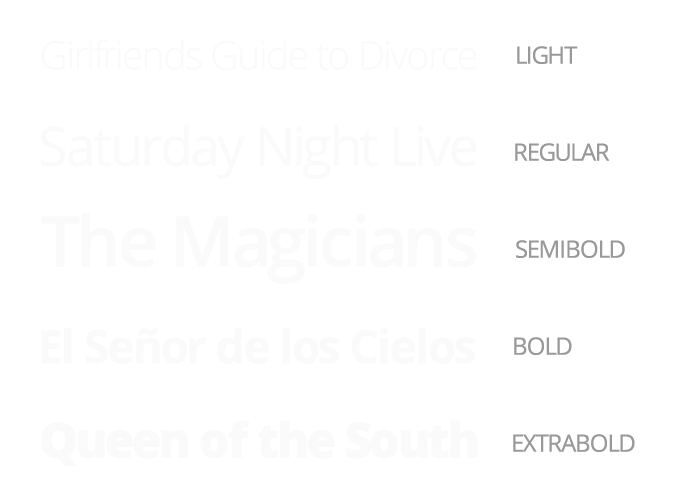 Girlfriends Guide to Divorce LIGHT
Saturday Night Live REGULAR
The Magicians SEMIBOLD
El Señor de los Cielos BOLD
Queen of the South EXTRABOLD